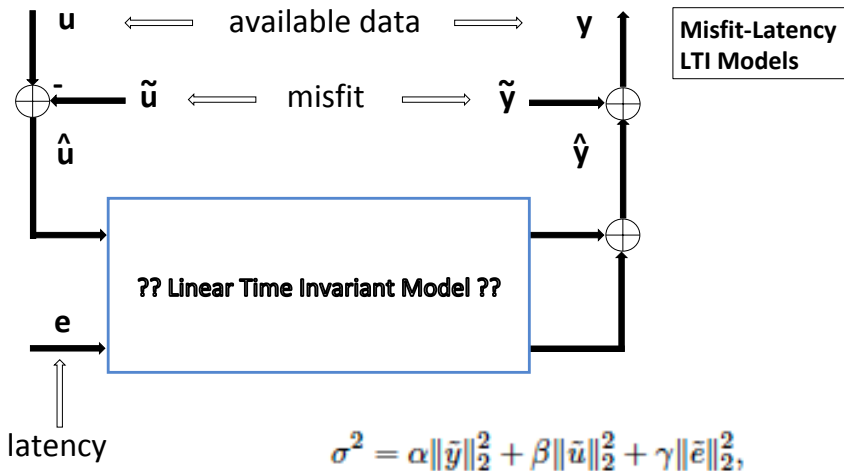 u available data y
Misfit-Latency
LTI Models
- ũ misfit ỹ
û ŷ
?? Linear Time Invariant Model ??
e
latency
σ² = α||ỹ||₂² + β||ũ||₂² + γ||ẽ||₂²,